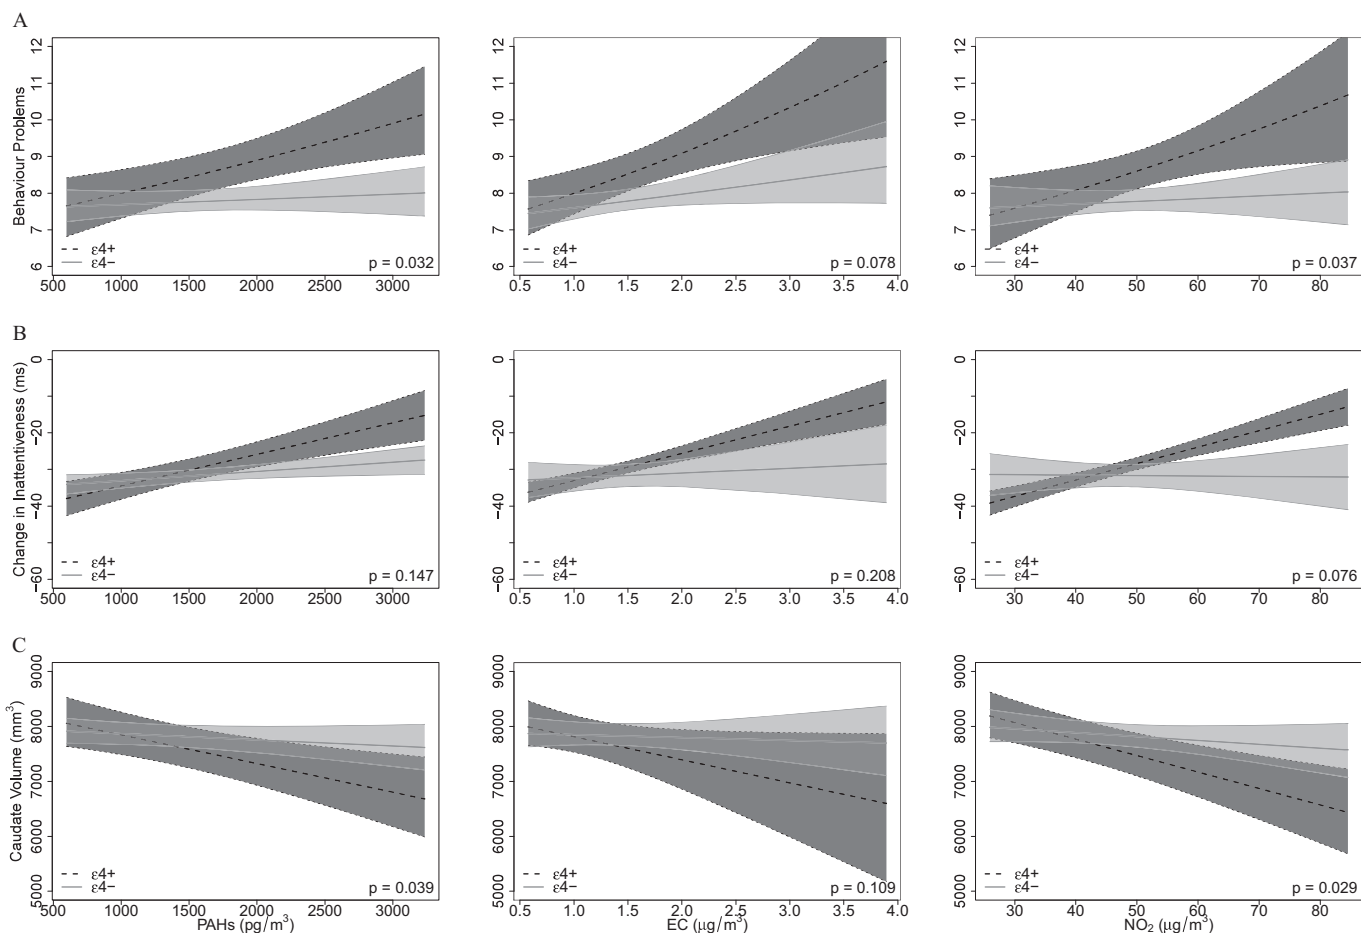 A
Behaviour Problems
12
11
10
9
8
7
6
ε4+
ε4−
p = 0.032
500 1000 1500 2000 2500 3000
12
11
10
9
8
7
6
ε4+
ε4−
p = 0.078
0.5 1.0 1.5 2.0 2.5 3.0 3.5 4.0
12
11
10
9
8
7
6
ε4+
ε4−
p = 0.037
30 40 50 60 70 80
B
Change in Inattentiveness (ms)
0
−20
−40
−60
ε4+
ε4−
p = 0.147
500 1000 1500 2000 2500 3000
0
−20
−40
−60
ε4+
ε4−
p = 0.208
0.5 1.0 1.5 2.0 2.5 3.0 3.5 4.0
0
−20
−40
−60
ε4+
ε4−
p = 0.076
30 40 50 60 70 80
C
Caudate Volume (mm³)
9000
8000
7000
6000
5000
ε4+
ε4−
p = 0.039
500 1000 1500 2000 2500 3000
PAHs (pg/m³)
9000
8000
7000
6000
5000
ε4+
ε4−
p = 0.109
0.5 1.0 1.5 2.0 2.5 3.0 3.5 4.0
EC (μg/m³)
9000
8000
7000
6000
5000
ε4+
ε4−
p = 0.029
30 40 50 60 70 80
NO₂ (μg/m³)